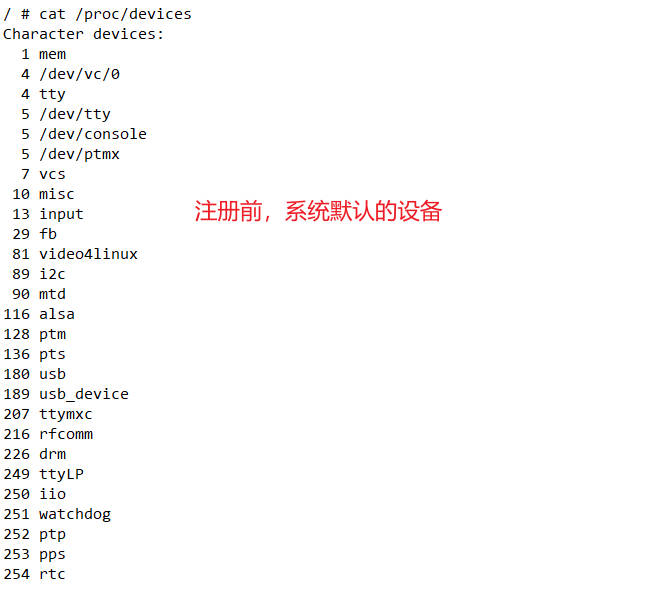 / # cat /proc/devices
Character devices:
  1 mem
  4 /dev/vc/0
  4 tty
  5 /dev/tty
  5 /dev/console
  5 /dev/ptmx
  7 vcs
 10 misc
注册前，系统默认的设备
 13 input
 29 fb
 81 video4linux
 89 i2c
 90 mtd
116 alsa
128 ptm
136 pts
180 usb
189 usb_device
207 ttymxc
216 rfcomm
226 drm
249 ttyLP
250 iio
251 watchdog
252 ptp
253 pps
254 rtc